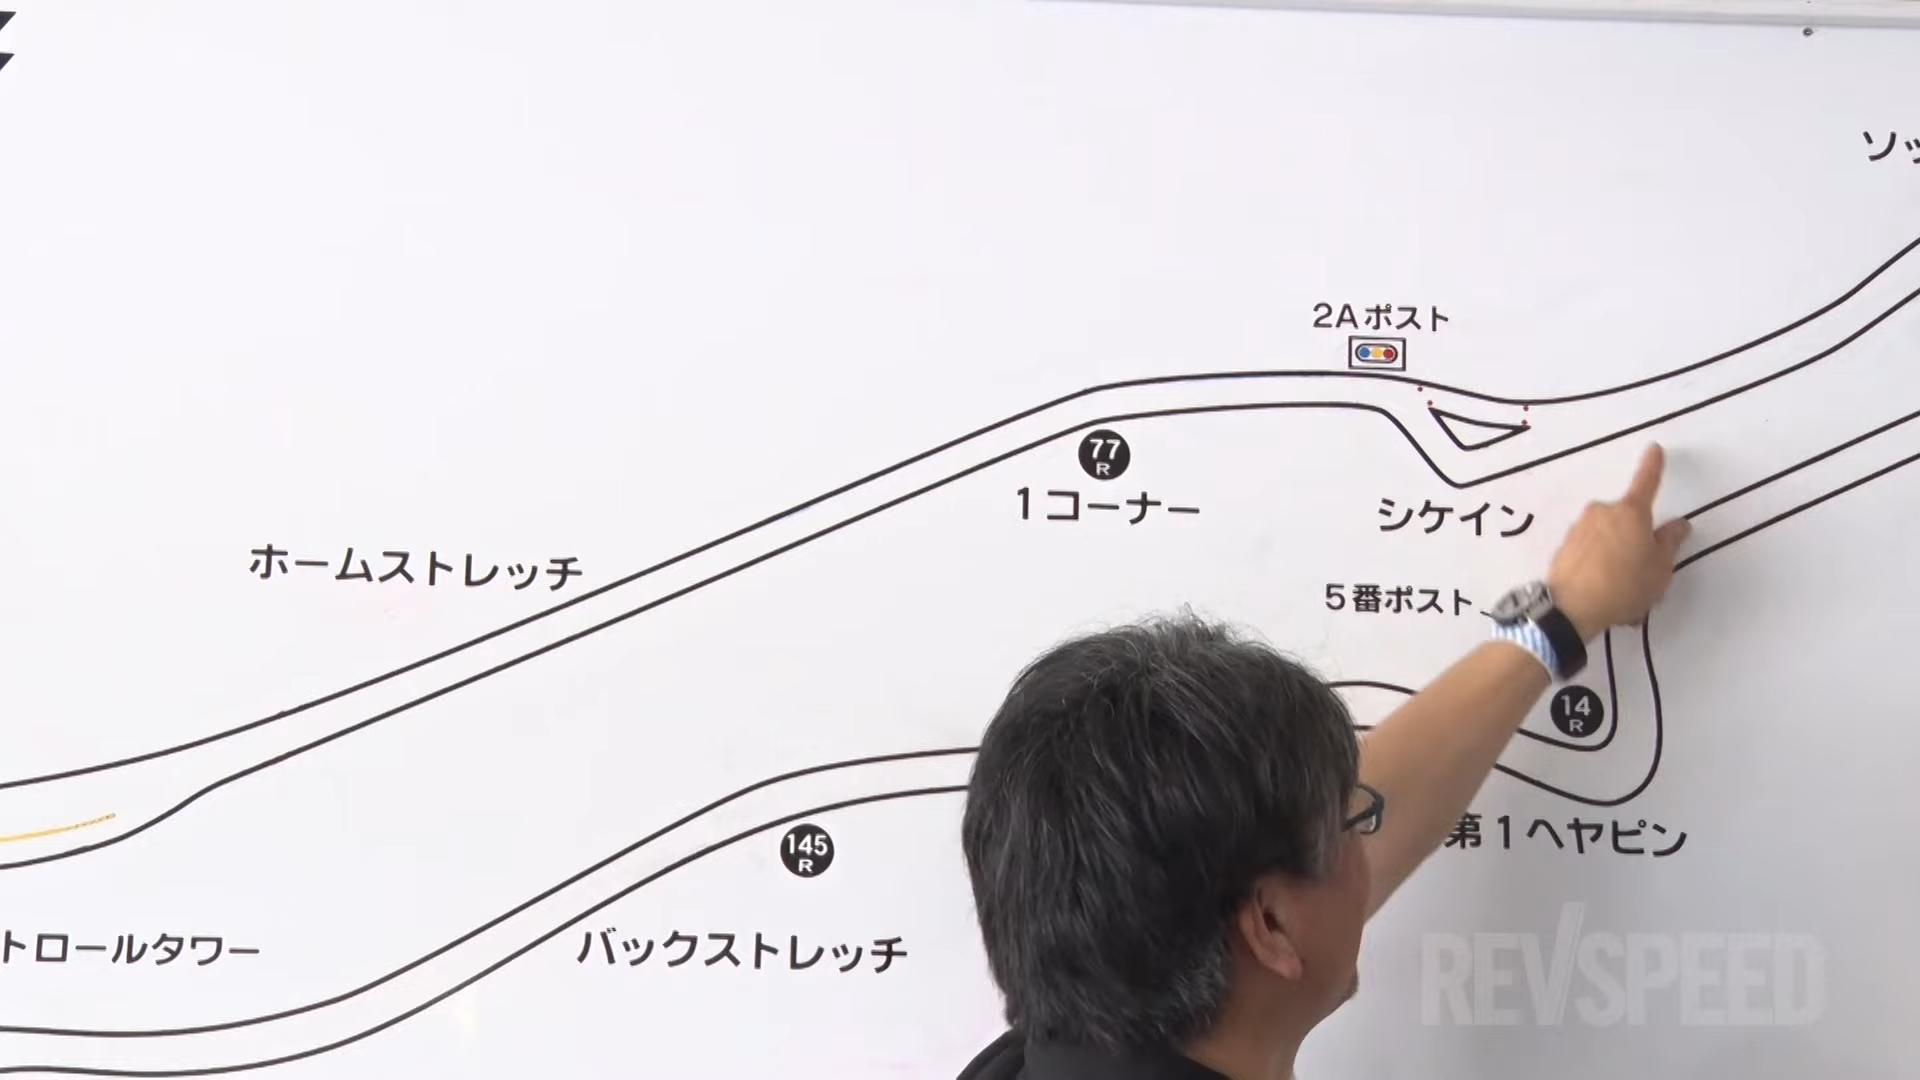 ソッ
2Aポスト
77
R
1コーナー
シケイン
ホームストレッチ
5番ポスト
14
R
第1ヘヤピン
145
R
トロールタワー
バックストレッチ
REVSPEED